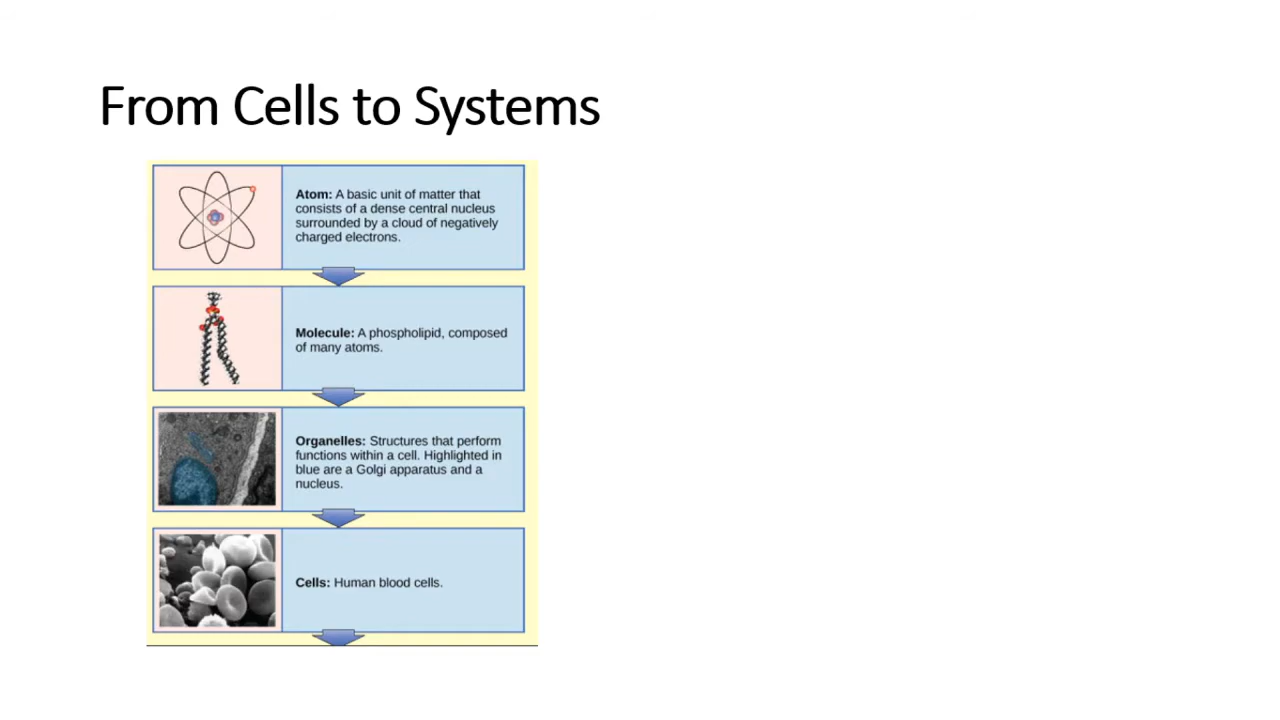 From Cells to Systems
Atom: A basic unit of matter that
consists of a dense central nucleus
surrounded by a cloud of negatively
charged electrons.
Molecule: A phospholipid, composed
of many atoms.
Organelles: Structures that perform
functions within a cell. Highlighted in
blue are a Golgi apparatus and a
nucleus.
Cells: Human blood cells.